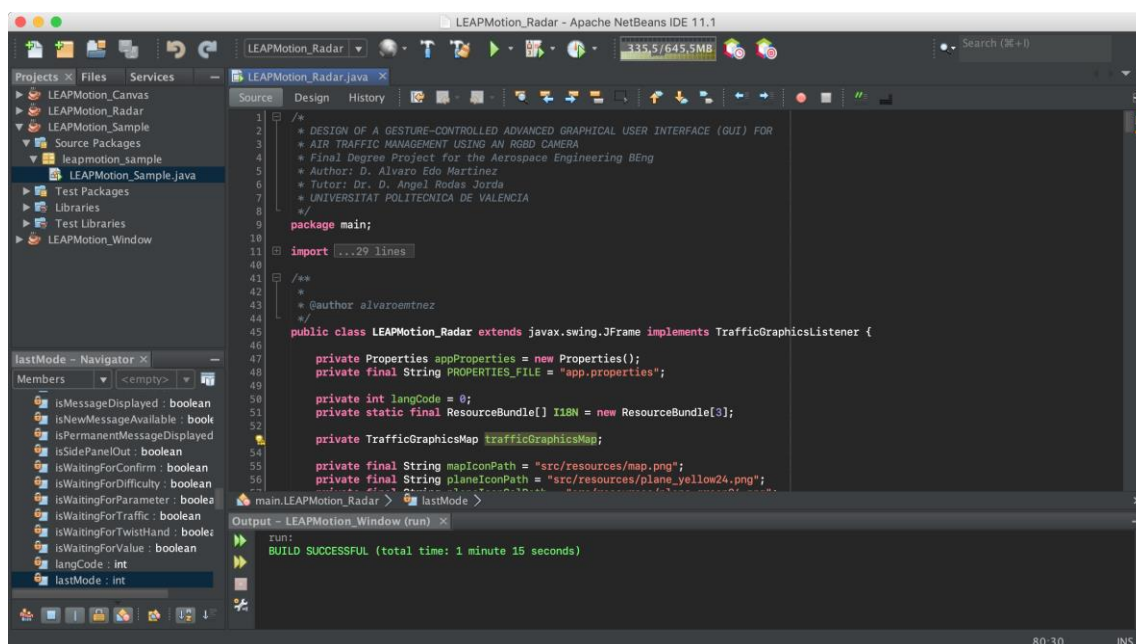 LEAPMotion_Radar - Apache NetBeans IDE 11.1
LEAPMotion_Radar
335,5/645,5MB
Search (⌘+I)
Projects
Files
Services
LEAPMotion_Canvas
LEAPMotion_Radar
LEAPMotion_Sample
Source Packages
leapmotion_sample
LEAPMotion_Sample.java
Test Packages
Libraries
Test Libraries
LEAPMotion_Window
lastMode - Navigator
Members
<empty>
isMessageDisplayed : boolean
isNewMessageAvailable : boole
isPermanentMessageDisplayed
isSidePanelOut : boolean
isWaitingForConfirm : boolean
isWaitingForDifficulty : boolean
isWaitingForParameter : boolea
isWaitingForTraffic : boolean
isWaitingForTwistHand : boolea
isWaitingForValue : boolean
langCode : int
lastMode : int
LEAPMotion_Radar.java
Source
Design
History
1 /*
2 * DESIGN OF A GESTURE-CONTROLLED ADVANCED GRAPHICAL USER INTERFACE (GUI) FOR
3 * AIR TRAFFIC MANAGEMENT USING AN RGBD CAMERA
4 * Final Degree Project for the Aerospace Engineering BEng
5 * Author: D. Alvaro Edo Martinez
6 * Tutor: Dr. D. Angel Rodas Jorda
7 * UNIVERSITAT POLITECNICA DE VALENCIA
8 */
9 package main;
10
11 import ...29 lines
40
41 /**
42 *
43 * @author alvaroemtnez
44 */
45 public class LEAPMotion_Radar extends javax.swing.JFrame implements TrafficGraphicsListener {
46
47 private Properties appProperties = new Properties();
48 private final String PROPERTIES_FILE = "app.properties";
49
50 private int langCode = 0;
51 private static final ResourceBundle[] I18N = new ResourceBundle[3];
52
private TrafficGraphicsMap trafficGraphicsMap;
54
55 private final String mapIconPath = "src/resources/map.png";
56 private final String planeIconPath = "src/resources/plane_yellow24.png";
main.LEAPMotion_Radar
lastMode
Output - LEAPMotion_Window (run)
run:
BUILD SUCCESSFUL (total time: 1 minute 15 seconds)
80:30
INS